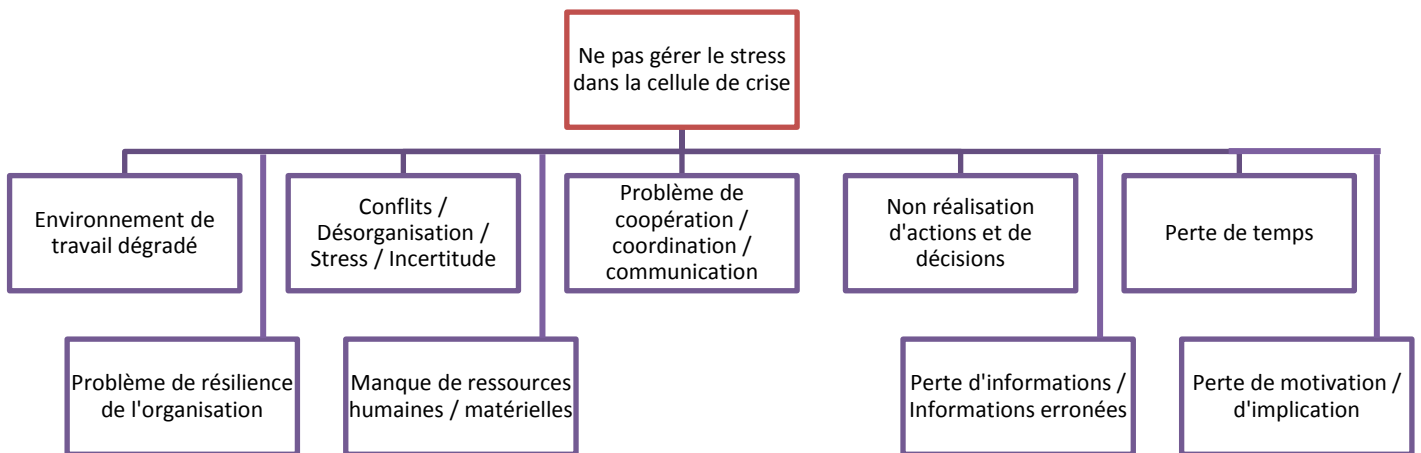 Ne pas gérer le stress
dans la cellule de crise
Environnement de
travail dégradé
Conflits /
Désorganisation /
Stress / Incertitude
Problème de
coopération /
coordination /
communication
Non réalisation
d'actions et de
décisions
Perte de temps
Problème de résilience
de l'organisation
Manque de ressources
humaines / matérielles
Perte d'informations /
Informations erronées
Perte de motivation /
d'implication